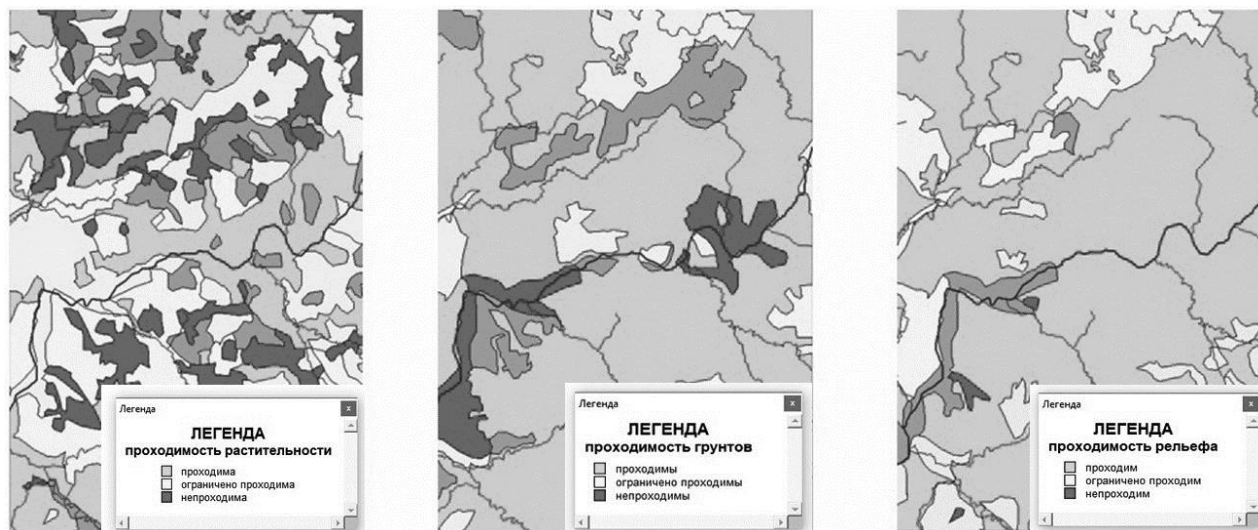 Легенда x
ЛЕГЕНДА
проходимость растительности
проходима
ограничено проходима
непроходима
Легенда x
ЛЕГЕНДА
проходимость грунтов
проходимы
ограничено проходимы
непроходимы
Легенда x
ЛЕГЕНДА
проходимость рельефа
проходим
ограничено проходим
непроходим